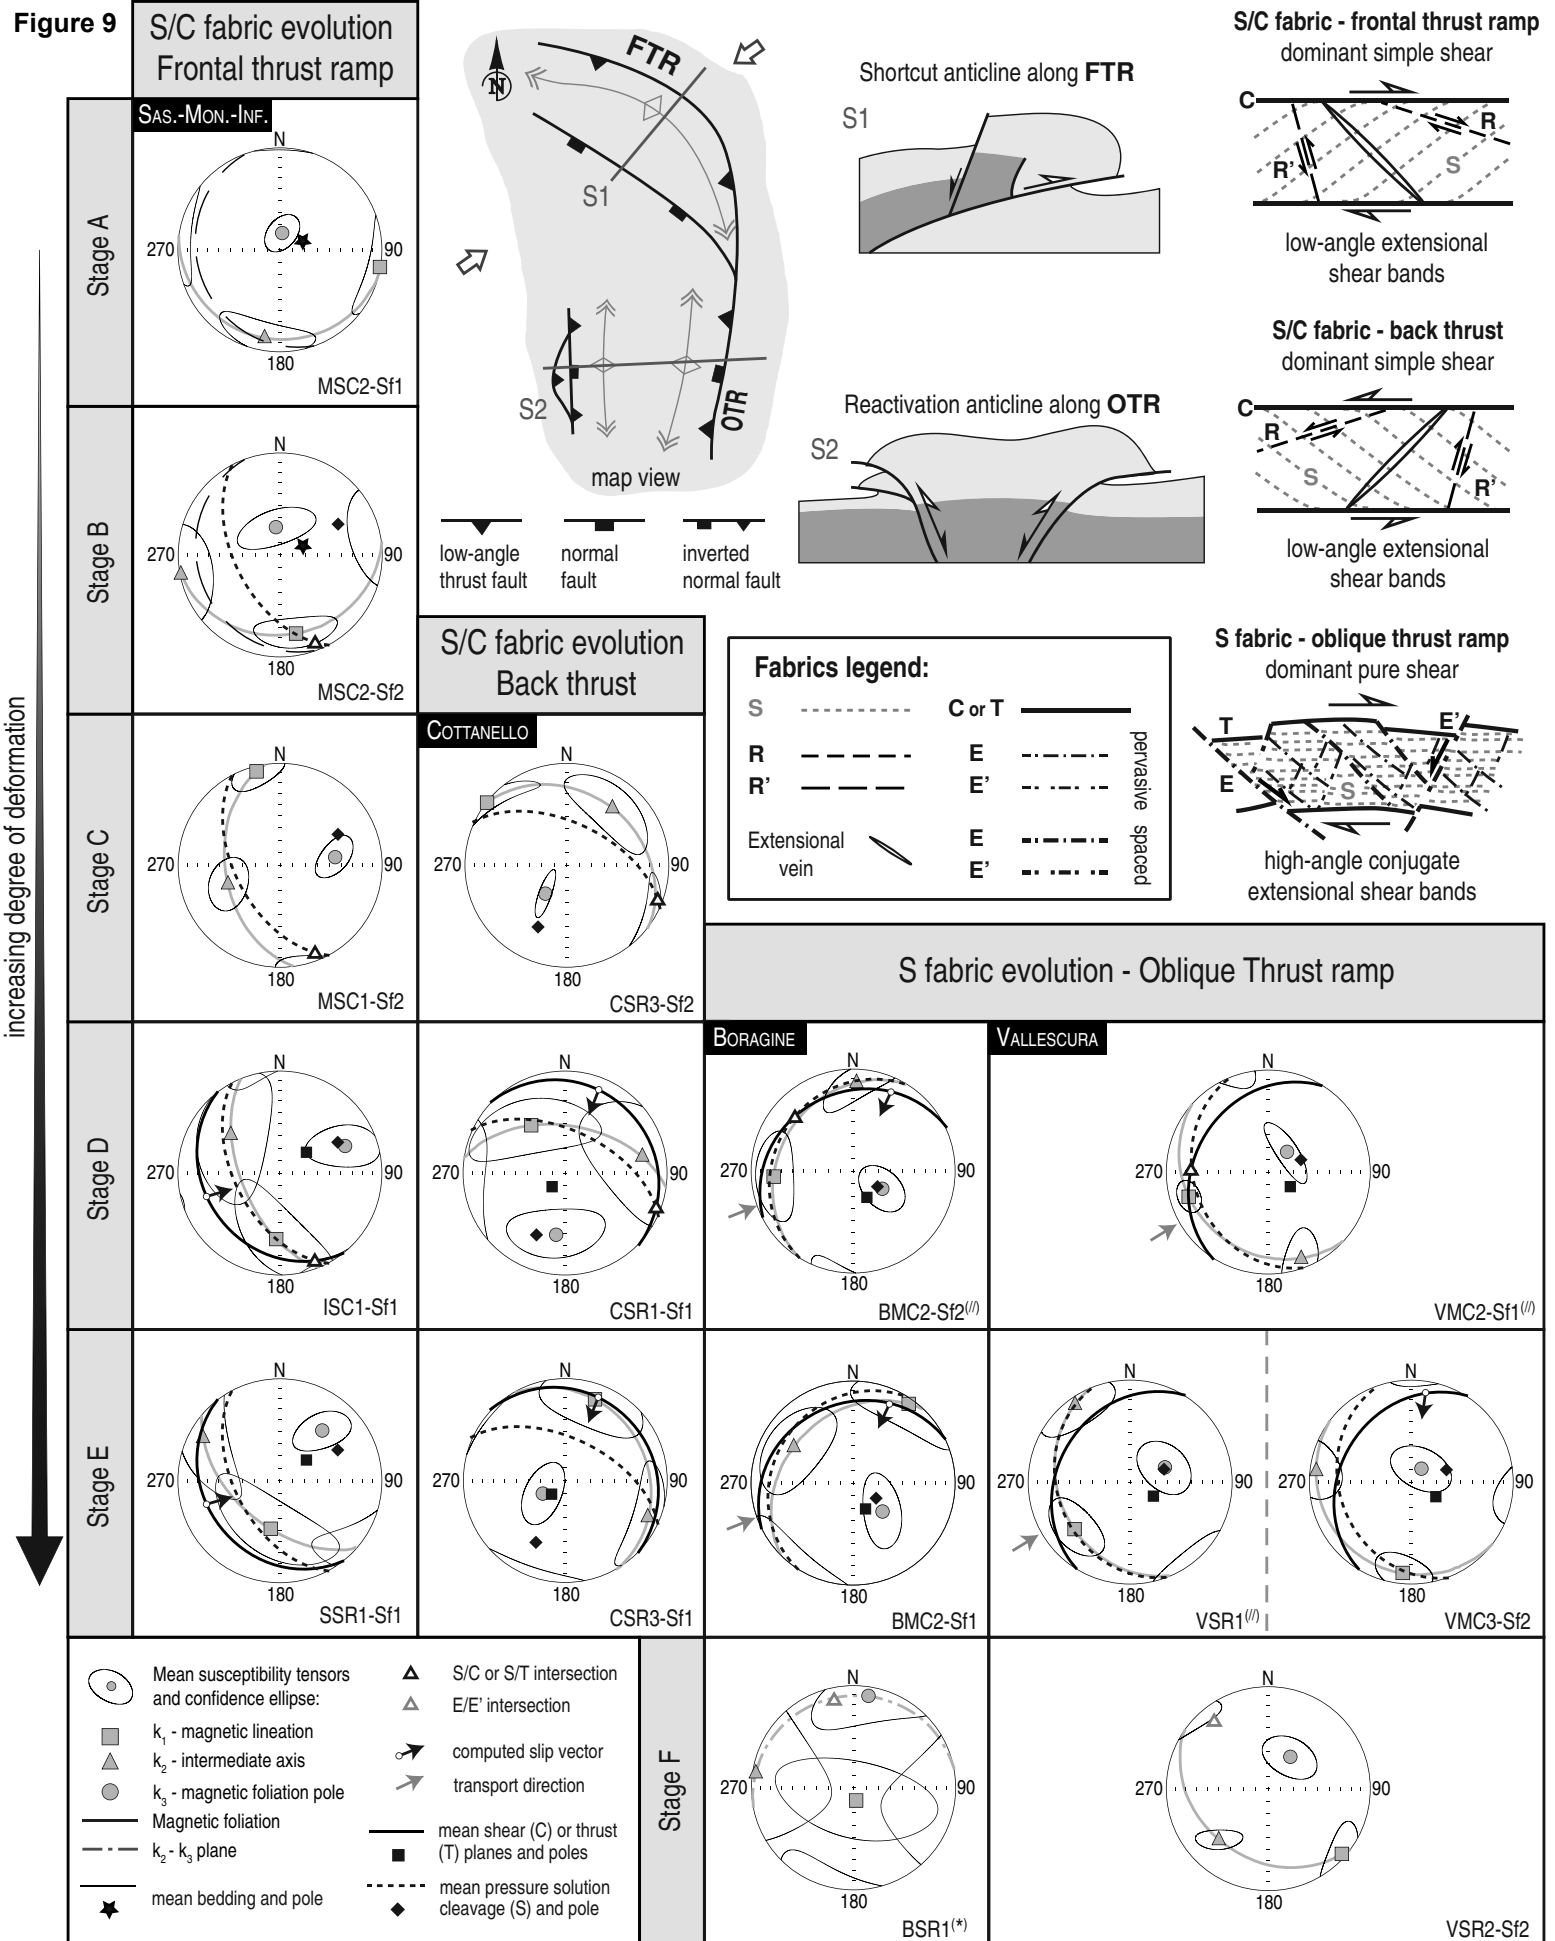 Figure 9
S/C fabric evolution
Frontal thrust ramp
SAS.-MON.-INF.
Stage A
N
270
90
180
MSC2-Sf1
Stage B
N
270
90
180
MSC2-Sf2
increasing degree of deformation
N
FTR
S1
S2
OTR
map view
low-angle
thrust fault
normal
fault
inverted
normal fault
Shortcut anticline along FTR
S1
Reactivation anticline along OTR
S2
S/C fabric - frontal thrust ramp
dominant simple shear
C
R
R'
S
low-angle extensional
shear bands
S/C fabric - back thrust
dominant simple shear
C
R
S
R'
low-angle extensional
shear bands
S fabric - oblique thrust ramp
dominant pure shear
T
E'
E
S
high-angle conjugate
extensional shear bands
Fabrics legend:
S
C or T
R
E
R'
E'
pervasive
Extensional
vein
E
E'
spaced
S/C fabric evolution
Back thrust
Stage C
N
270
90
180
MSC1-Sf2
COTTANELLO
N
270
90
180
CSR3-Sf2
S fabric evolution - Oblique Thrust ramp
Stage D
N
270
90
180
ISC1-Sf1
N
270
90
180
CSR1-Sf1
BORAGINE
N
270
90
180
BMC2-Sf2(//)
VALLESCURA
N
270
90
180
VMC2-Sf1(//)
Stage E
N
270
90
180
SSR1-Sf1
N
270
90
180
CSR3-Sf1
N
270
90
180
BMC2-Sf1
N
270
90
180
VSR1(//)
N
270
90
180
VMC3-Sf2
Mean susceptibility tensors
and confidence ellipse:
k1 - magnetic lineation
k2 - intermediate axis
k3 - magnetic foliation pole
Magnetic foliation
k2 - k3 plane
mean bedding and pole
S/C or S/T intersection
E/E' intersection
computed slip vector
transport direction
mean shear (C) or thrust
(T) planes and poles
mean pressure solution
cleavage (S) and pole
Stage F
N
270
90
180
BSR1(*)
N
270
90
180
VSR2-Sf2